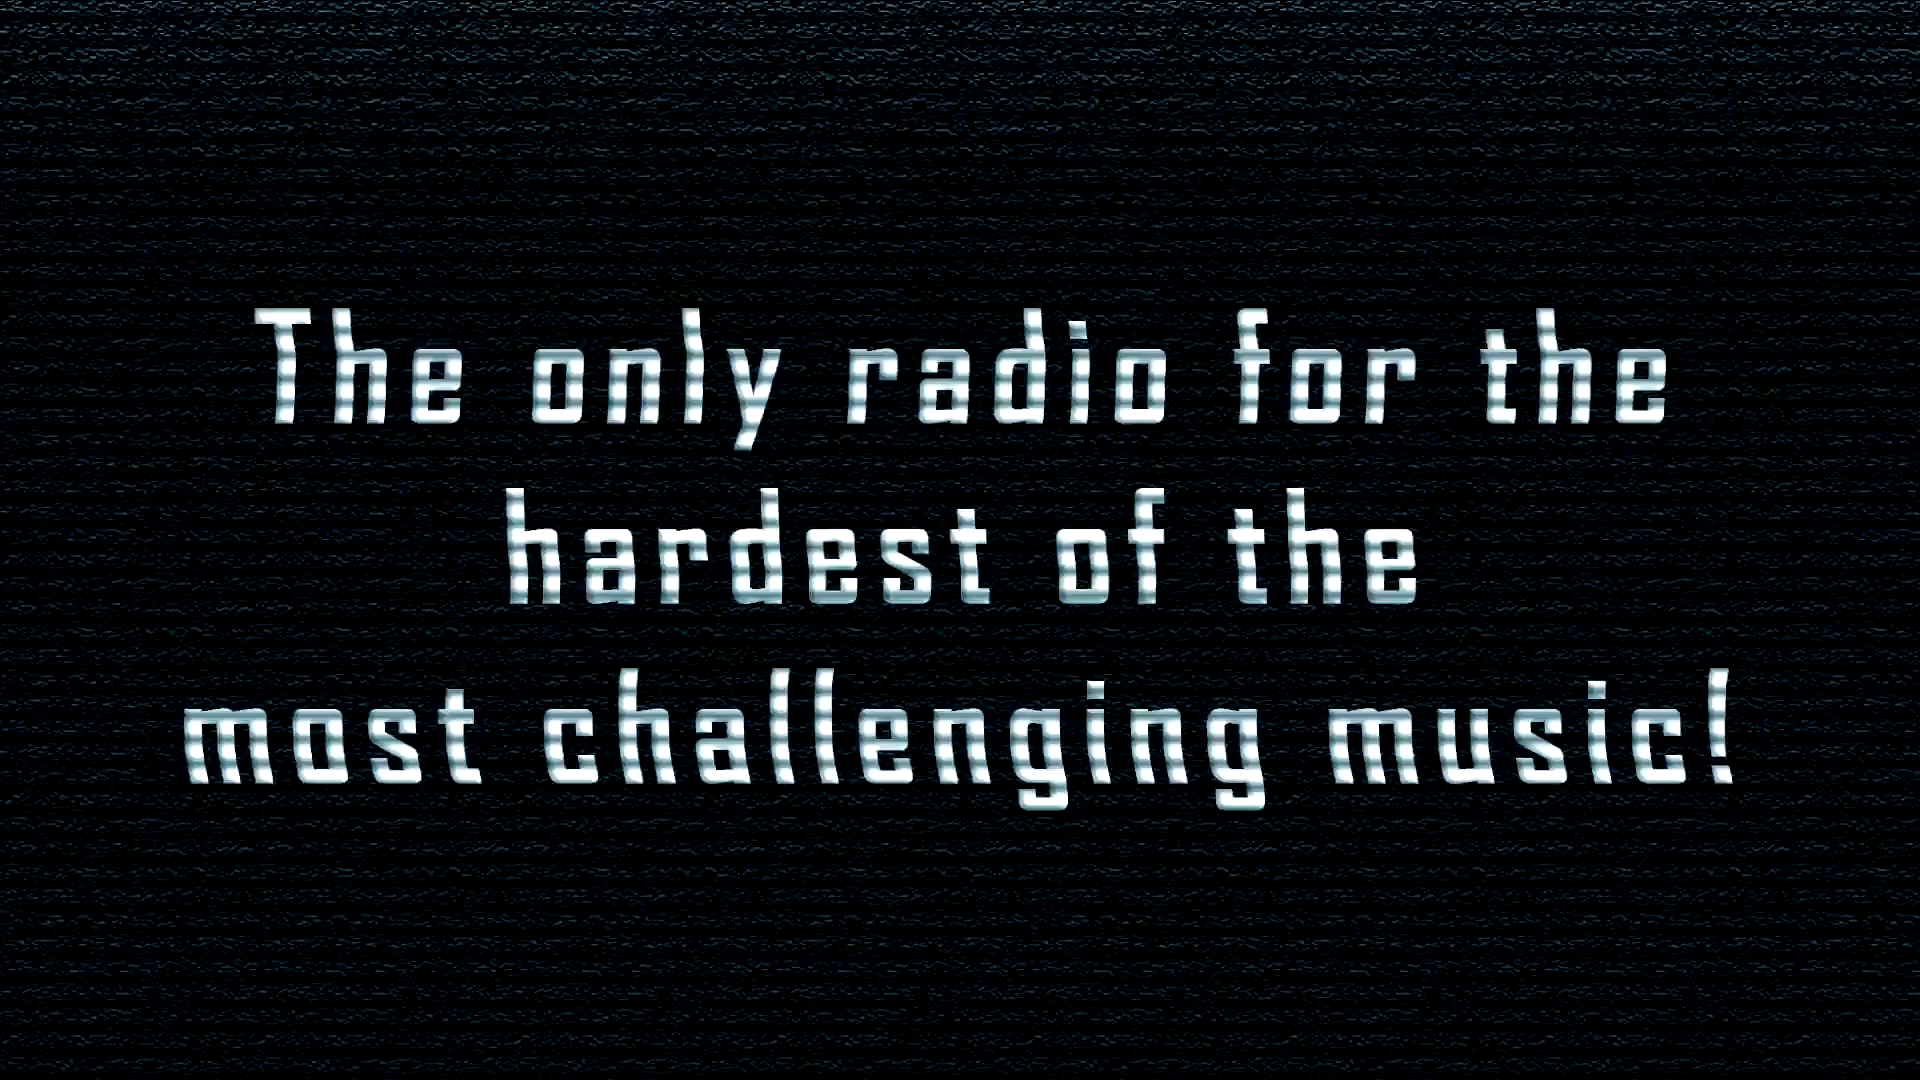 The only radio for the
hardest of the
most challenging music!